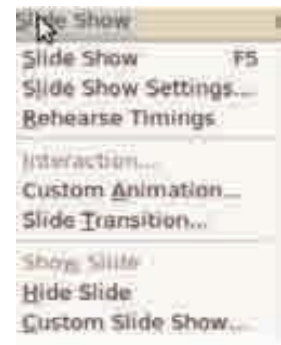 Slide Show
Slide Show F5
Slide Show Settings...
Rehearse Timings
Interaction...
Custom Animation...
Slide Transition...
Show Slide
Hide Slide
Custom Slide Show...